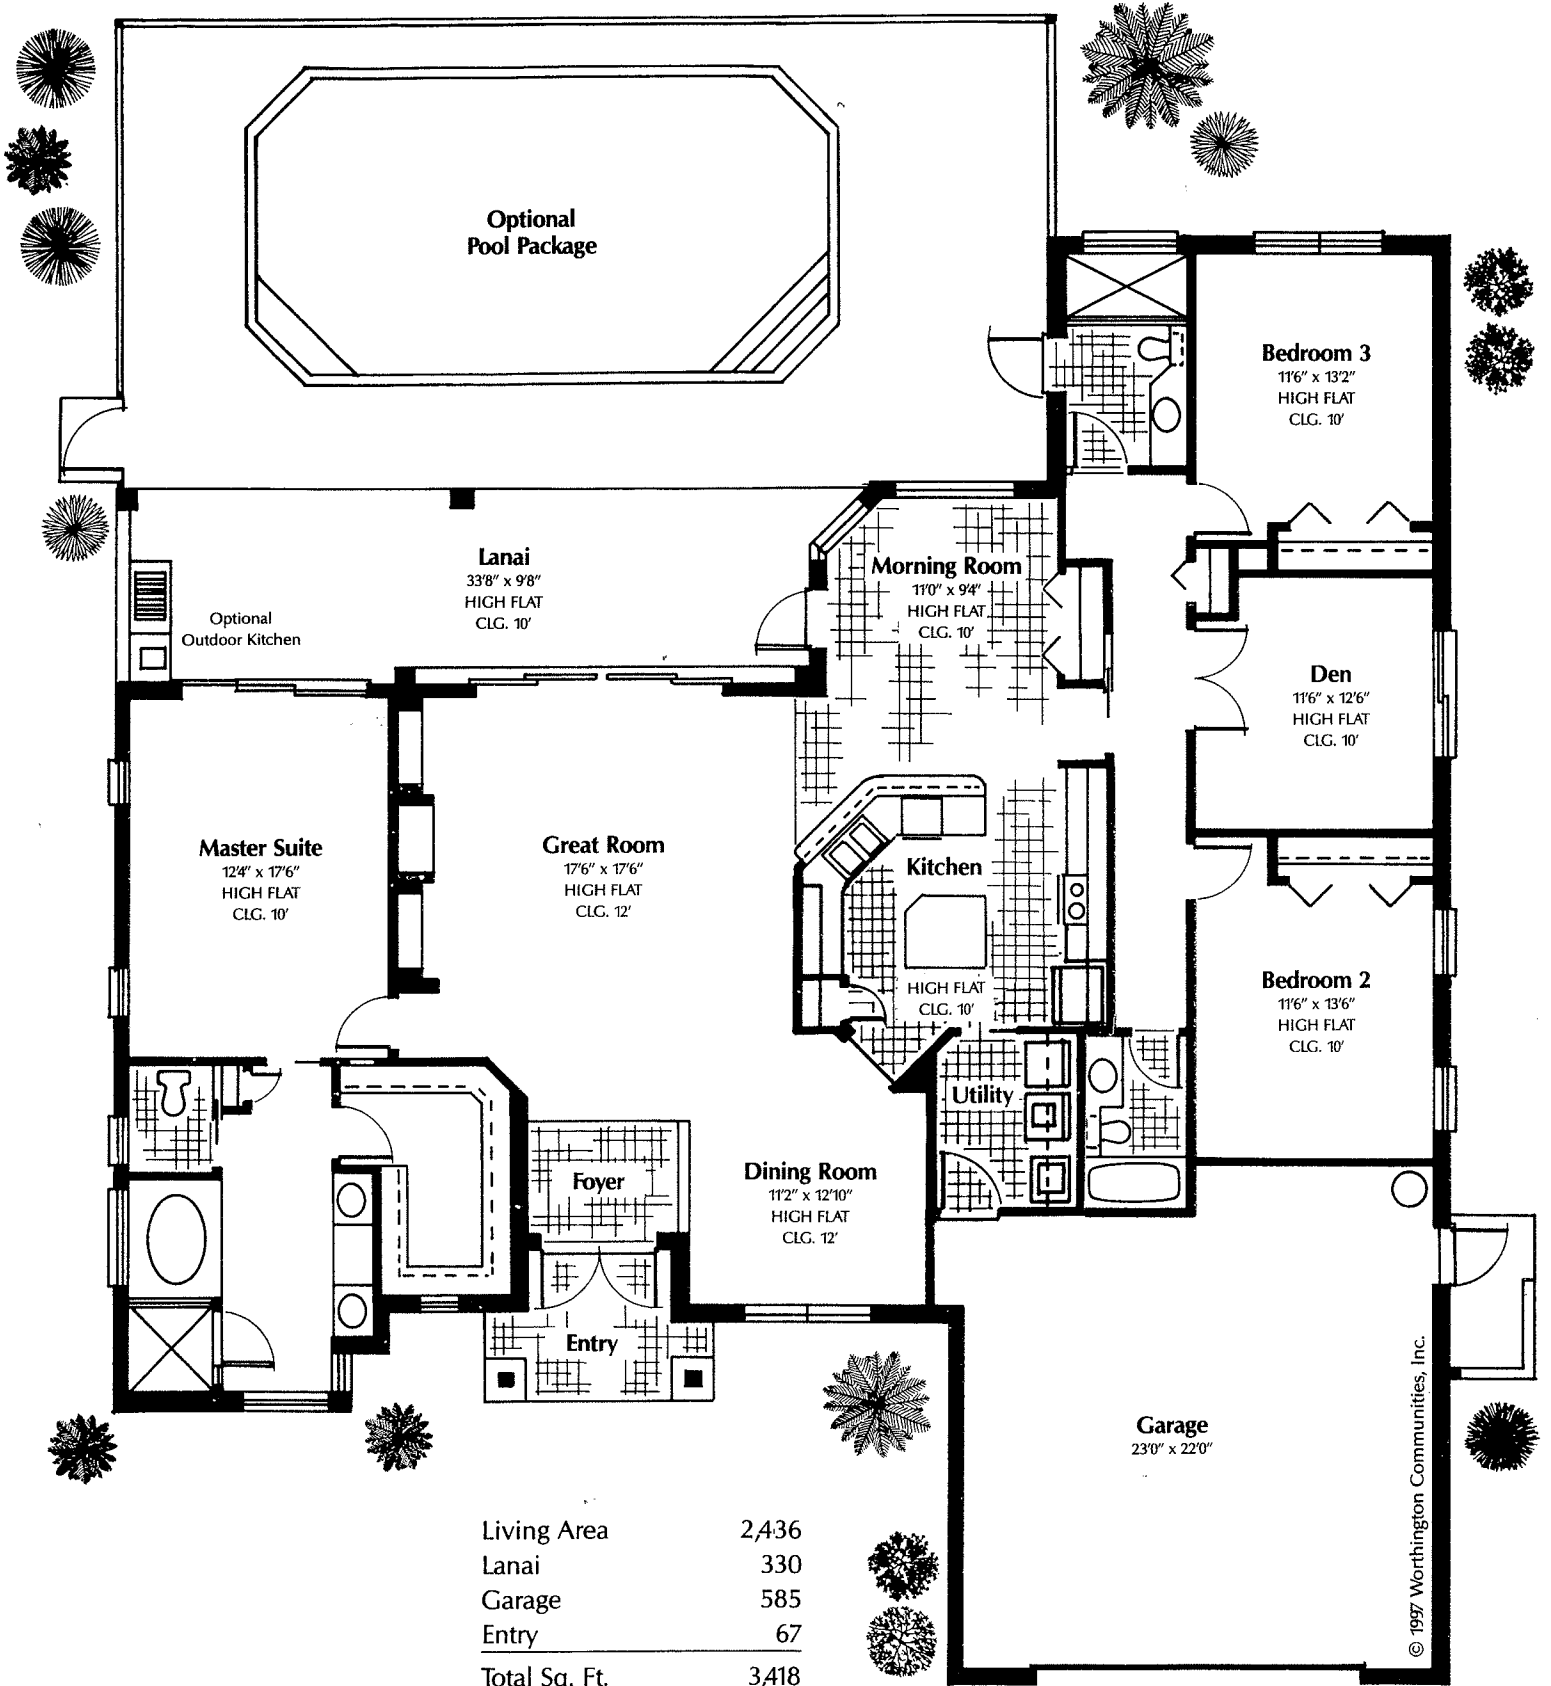 Optional
Pool Package
Bedroom 3
11'6" x 13'2"
HIGH FLAT
CLG. 10'
Lanai
33'8" x 9'8"
HIGH FLAT
CLG. 10'
Optional
Outdoor Kitchen
Morning Room
11'0" x 9'4"
HIGH FLAT
CLG. 10'
Den
11'6" x 12'6"
HIGH FLAT
CLG. 10'
Master Suite
12'4" x 17'6"
HIGH FLAT
CLG. 10'
Great Room
17'6" x 17'6"
HIGH FLAT
CLG. 12'
Kitchen
HIGH FLAT
CLG. 10'
Bedroom 2
11'6" x 13'6"
HIGH FLAT
CLG. 10'
Utility
Foyer
Dining Room
11'2" x 12'10"
HIGH FLAT
CLG. 12'
Entry
Garage
23'0" x 22'0"
© 1997 Worthington Communities, Inc.
Living Area 2,436
Lanai 330
Garage 585
Entry 67
Total Sq. Ft. 3,418